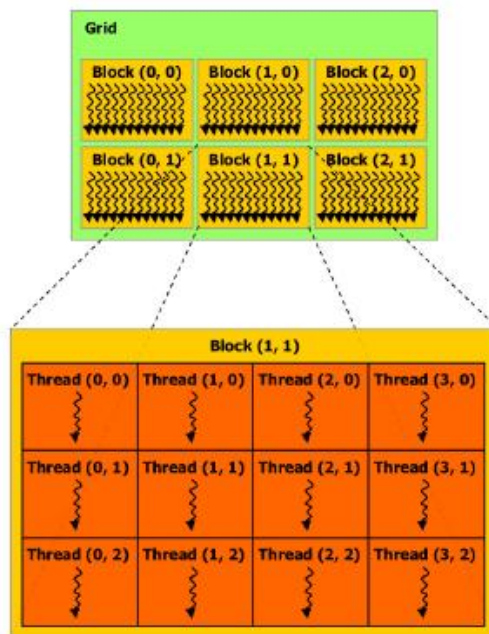 Grid
Block (0, 0) Block (1, 0) Block (2, 0)
Block (0, 1) Block (1, 1) Block (2, 1)
Block (1, 1)
Thread (0, 0) Thread (1, 0) Thread (2, 0) Thread (3, 0)
Thread (0, 1) Thread (1, 1) Thread (2, 1) Thread (3, 1)
Thread (0, 2) Thread (1, 2) Thread (2, 2) Thread (3, 2)